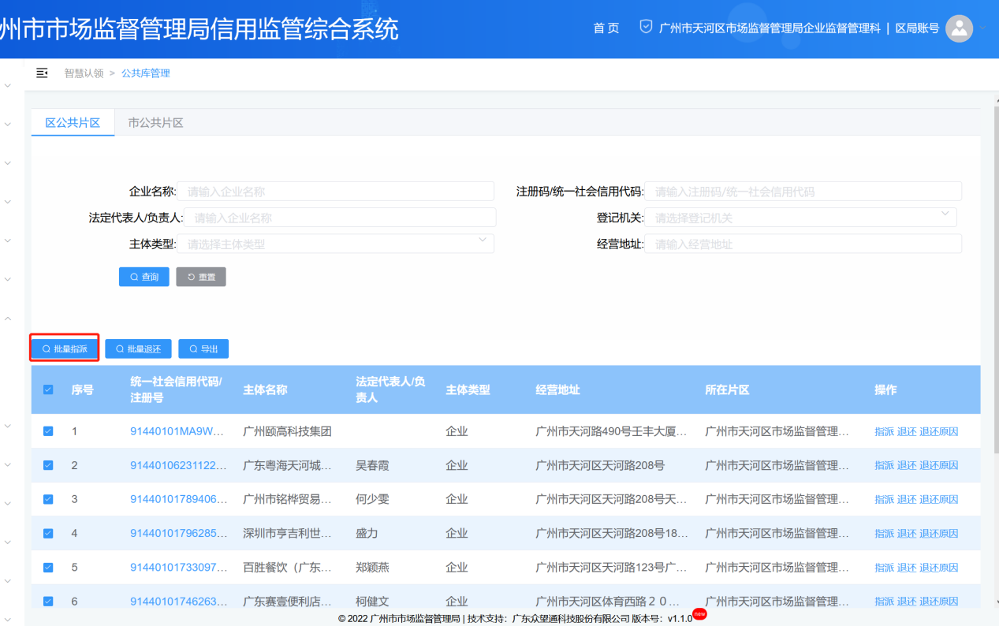 州市市场监督管理局信用监管综合系统
首 页 广州市天河区市场监督管理局企业监督管理科 | 区局账号
智慧认领 > 公共库管理
区公共片区 市公共片区
企业名称: 请输入企业名称 注册码/统一社会信用代码: 请输入注册码/统一社会信用代码
法定代表人/负责人: 请输入企业名称 登记机关: 请选择登记机关
主体类型: 请选择主体类型 经营地址: 请输入经营地址
查询 重置
批量指派 批量退还 导出
序号 统一社会信用代码/注册号 主体名称 法定代表人/负责人 主体类型 经营地址 所在片区 操作
1 91440101MA9W... 广州颐高科技集团 企业 广州市天河路490号壬丰大厦... 广州市天河区市场监督管理... 指派 退还 退还原因
2 91440106231122... 广东粤海天河城... 吴春霞 企业 广州市天河区天河路208号 广州市天河区市场监督管理... 指派 退还 退还原因
3 91440101789406... 广州市铭桦贸易... 何少雯 企业 广州市天河区天河路208号天... 广州市天河区市场监督管理... 指派 退还 退还原因
4 91440101796285... 深圳市亨吉利世... 盛力 企业 广州市天河区天河路208号18... 广州市天河区市场监督管理... 指派 退还 退还原因
5 91440101733097... 百胜餐饮（广东... 郑颖燕 企业 广州市天河区天河路123号广... 广州市天河区市场监督管理... 指派 退还 退还原因
6 91440101746263... 广东赛壹便利店... 柯健文 企业 广州市天河区体育西路２０... 广州市天河区市场监督管理... 指派 退还 退还原因
© 2022 广州市市场监督管理局 | 技术支持：广东众望通科技股份有限公司 版本号：v1.1.0 new